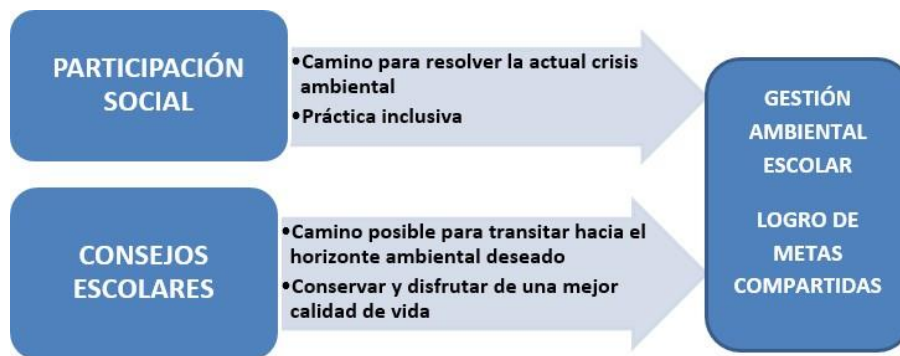 PARTICIPACIÓN
SOCIAL
•Camino para resolver la actual crisis
ambiental
•Práctica inclusiva
CONSEJOS
ESCOLARES
•Camino posible para transitar hacia el
horizonte ambiental deseado
•Conservar y disfrutar de una mejor
calidad de vida
GESTIÓN
AMBIENTAL
ESCOLAR
LOGRO DE
METAS
COMPARTIDAS